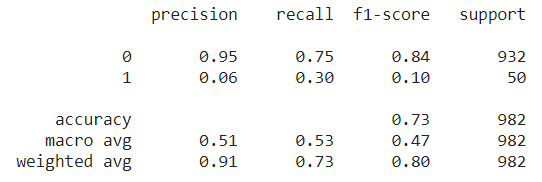 precision recall f1-score support
0 0.95 0.75 0.84 932
1 0.06 0.30 0.10 50
accuracy 0.73 982
macro avg 0.51 0.53 0.47 982
weighted avg 0.91 0.73 0.80 982